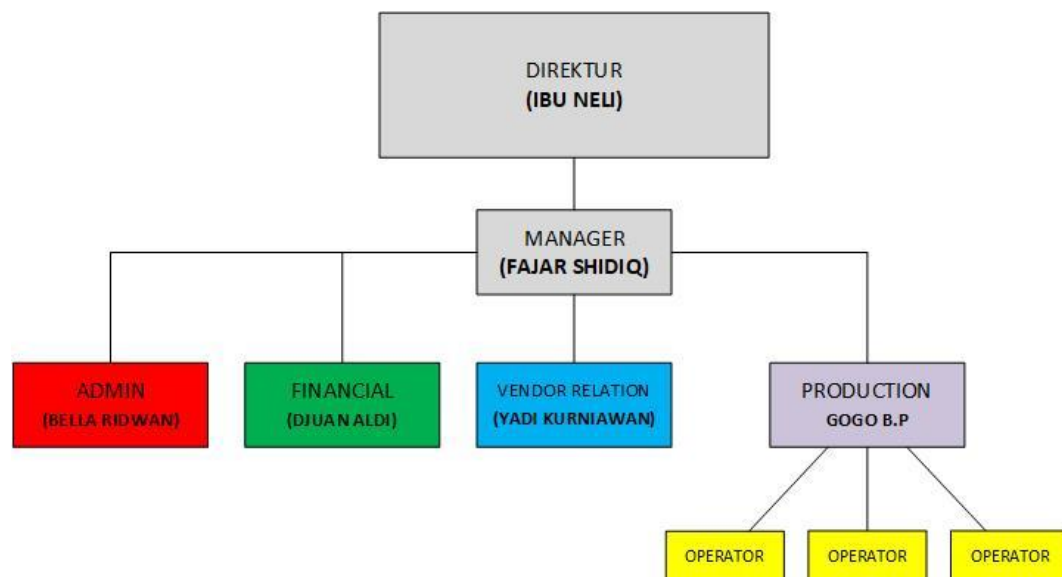 DIREKTUR
(IBU NELI)
MANAGER
(FAJAR SHIDIQ)
ADMIN
(BELLA RIDWAN)
FINANCIAL
(DJUAN ALDI)
VENDOR RELATION
(YADI KURNIAWAN)
PRODUCTION
GOGO B.P
OPERATOR
OPERATOR
OPERATOR